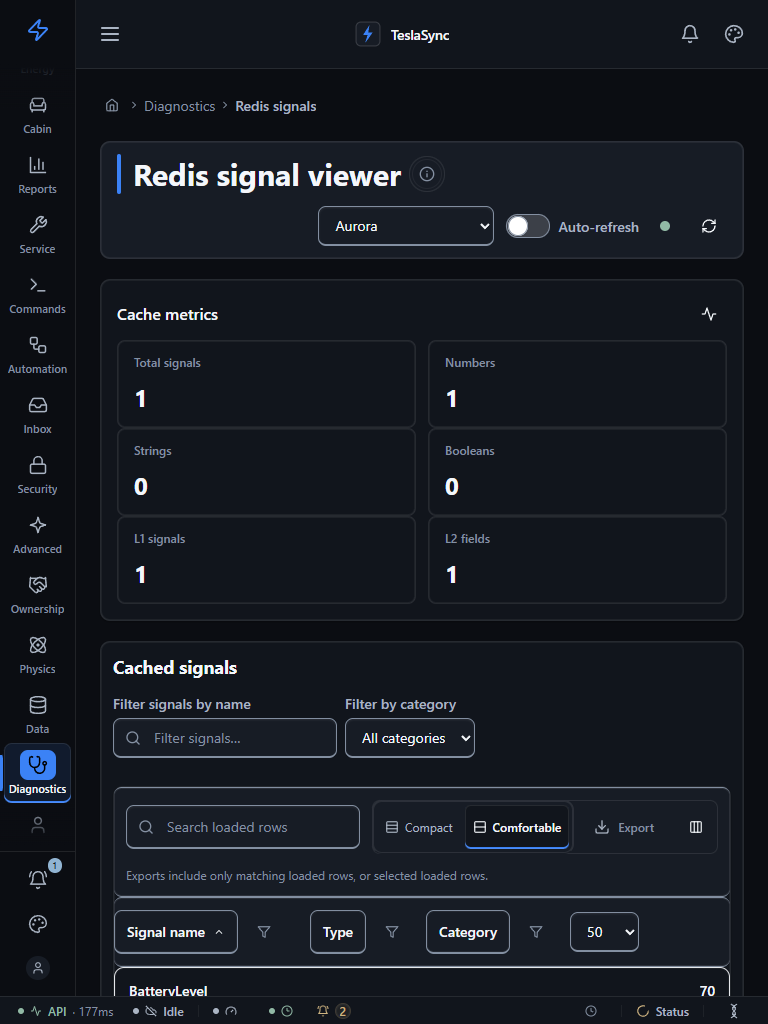 TeslaSync
Energy
Cabin
Reports
Service
Commands
Automation
Inbox
Security
Advanced
Ownership
Physics
Data
Diagnostics
1
Diagnostics
Redis signals
Redis signal viewer
Aurora
Auto-refresh
Cache metrics
Total signals
1
Numbers
1
Strings
0
Booleans
0
L1 signals
1
L2 fields
1
Cached signals
Filter signals by name
Filter by category
Filter signals...
All categories
Search loaded rows
Compact
Comfortable
Export
Exports include only matching loaded rows, or selected loaded rows.
Signal name
Type
Category
50
BatteryLevel
70
API · 177ms
Idle
2
Status